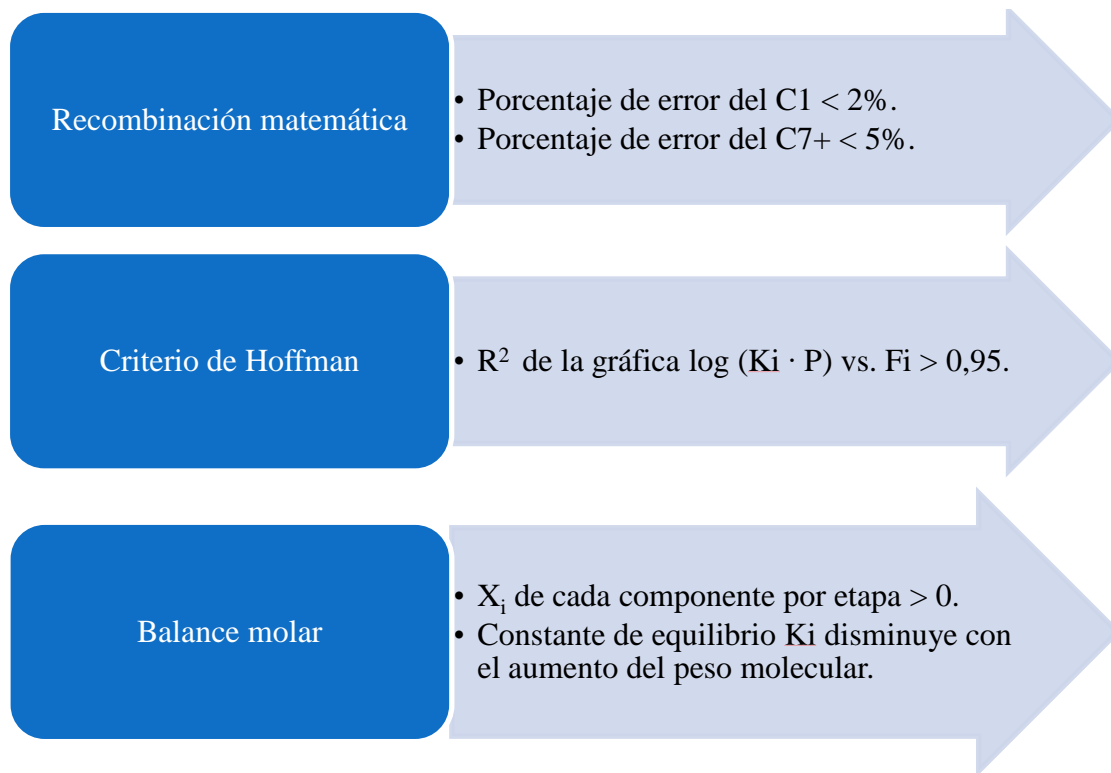 Recombinación matemática
• Porcentaje de error del C1 < 2%.
• Porcentaje de error del C7+ < 5%.
Criterio de Hoffman
• R² de la gráfica log (Ki · P) vs. Fi > 0,95.
Balance molar
• Xᵢ de cada componente por etapa > 0.
• Constante de equilibrio Ki disminuye con
el aumento del peso molecular.